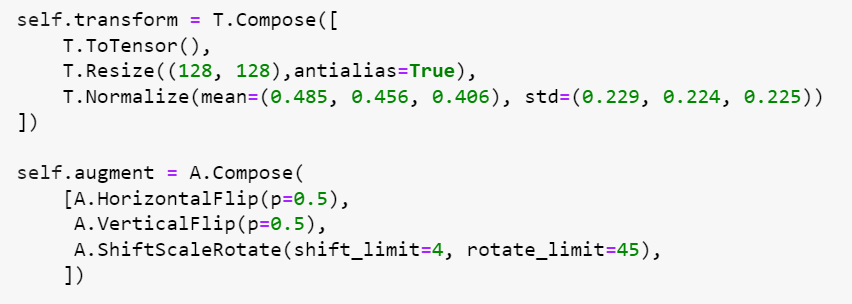 self.transform = T.Compose([
    T.ToTensor(),
    T.Resize((128, 128),antialias=True),
    T.Normalize(mean=(0.485, 0.456, 0.406), std=(0.229, 0.224, 0.225))
])
self.augment = A.Compose(
    [A.HorizontalFlip(p=0.5),
     A.VerticalFlip(p=0.5),
     A.ShiftScaleRotate(shift_limit=4, rotate_limit=45),
    ])